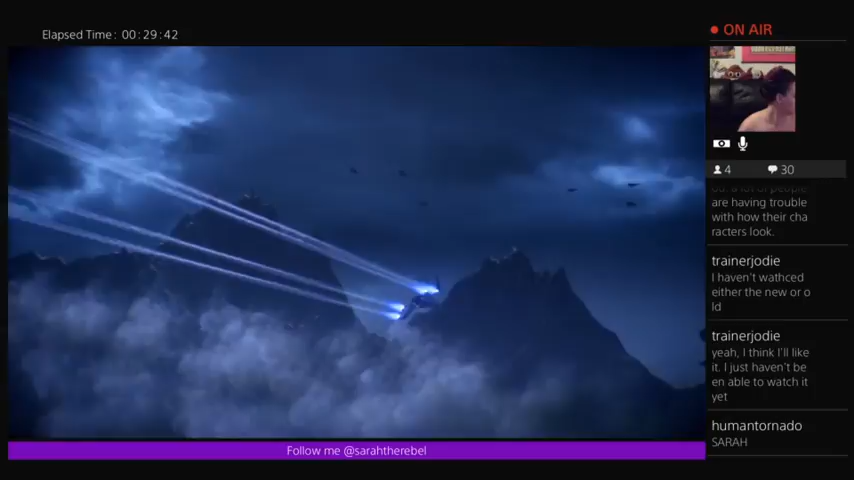 Elapsed Time: 00:29:42
ON AIR
4 30
are having trouble
with how their cha
racters look.
trainerjodie
I haven't wathced
either the new or o
ld
trainerjodie
yeah, I think I'll like
it. I just haven't be
en able to watch it
yet
humantornado
SARAH
Follow me @sarahtherebel